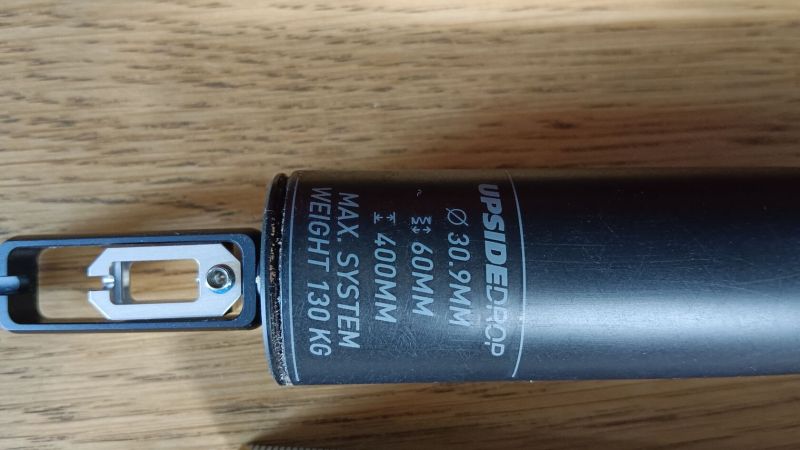 UPSIDEDROP
Ø 30.9MM
60MM
400MM
MAX. SYSTEM
WEIGHT 130 KG